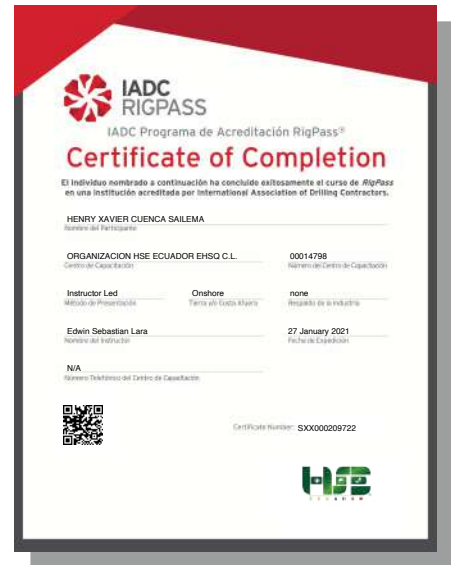 IADC
RIGPASS
IADC Programa de Acreditación RigPass®
Certificate of Completion
El individuo nombrado a continuación ha concluido exitosamente el curso de RigPass
en una institución acreditada por International Association of Drilling Contractors.
HENRY XAVIER CUENCA SAILEMA
Nombre del Participante
ORGANIZACION HSE ECUADOR EHSQ C.L. 00014798
Centro de Capacitación Número del Centro de Capacitación
Instructor Led Onshore none
Método de Presentación Tierra y/o Costa Afuera Respaldo de la Industria
Edwin Sebastian Lara 27 January 2021
Nombre del Instructor Fecha de Expedición
N/A
Número Telefónico del Centro de Capacitación
Certificate Number: SXX000209722
HSE
ECUADOR